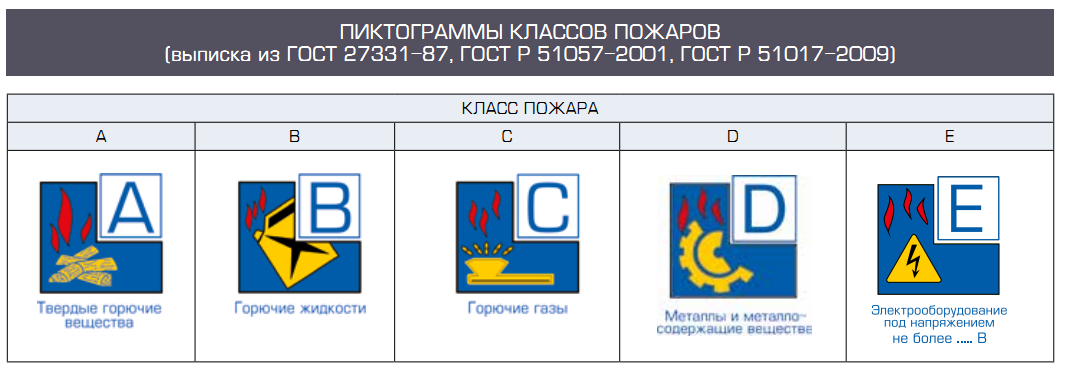 ПИКТОГРАММЫ КЛАССОВ ПОЖАРОВ
(выписка из ГОСТ 27331-87, ГОСТ Р 51057-2001, ГОСТ Р 51017-2009)
КЛАСС ПОЖАРА
A B C D E
A B C D E
Твердые горючие
вещества
Горючие жидкости
Горючие газы
Металлы и металло-
содержащие вещества
Электрооборудование
под напряжением
не более ..... В